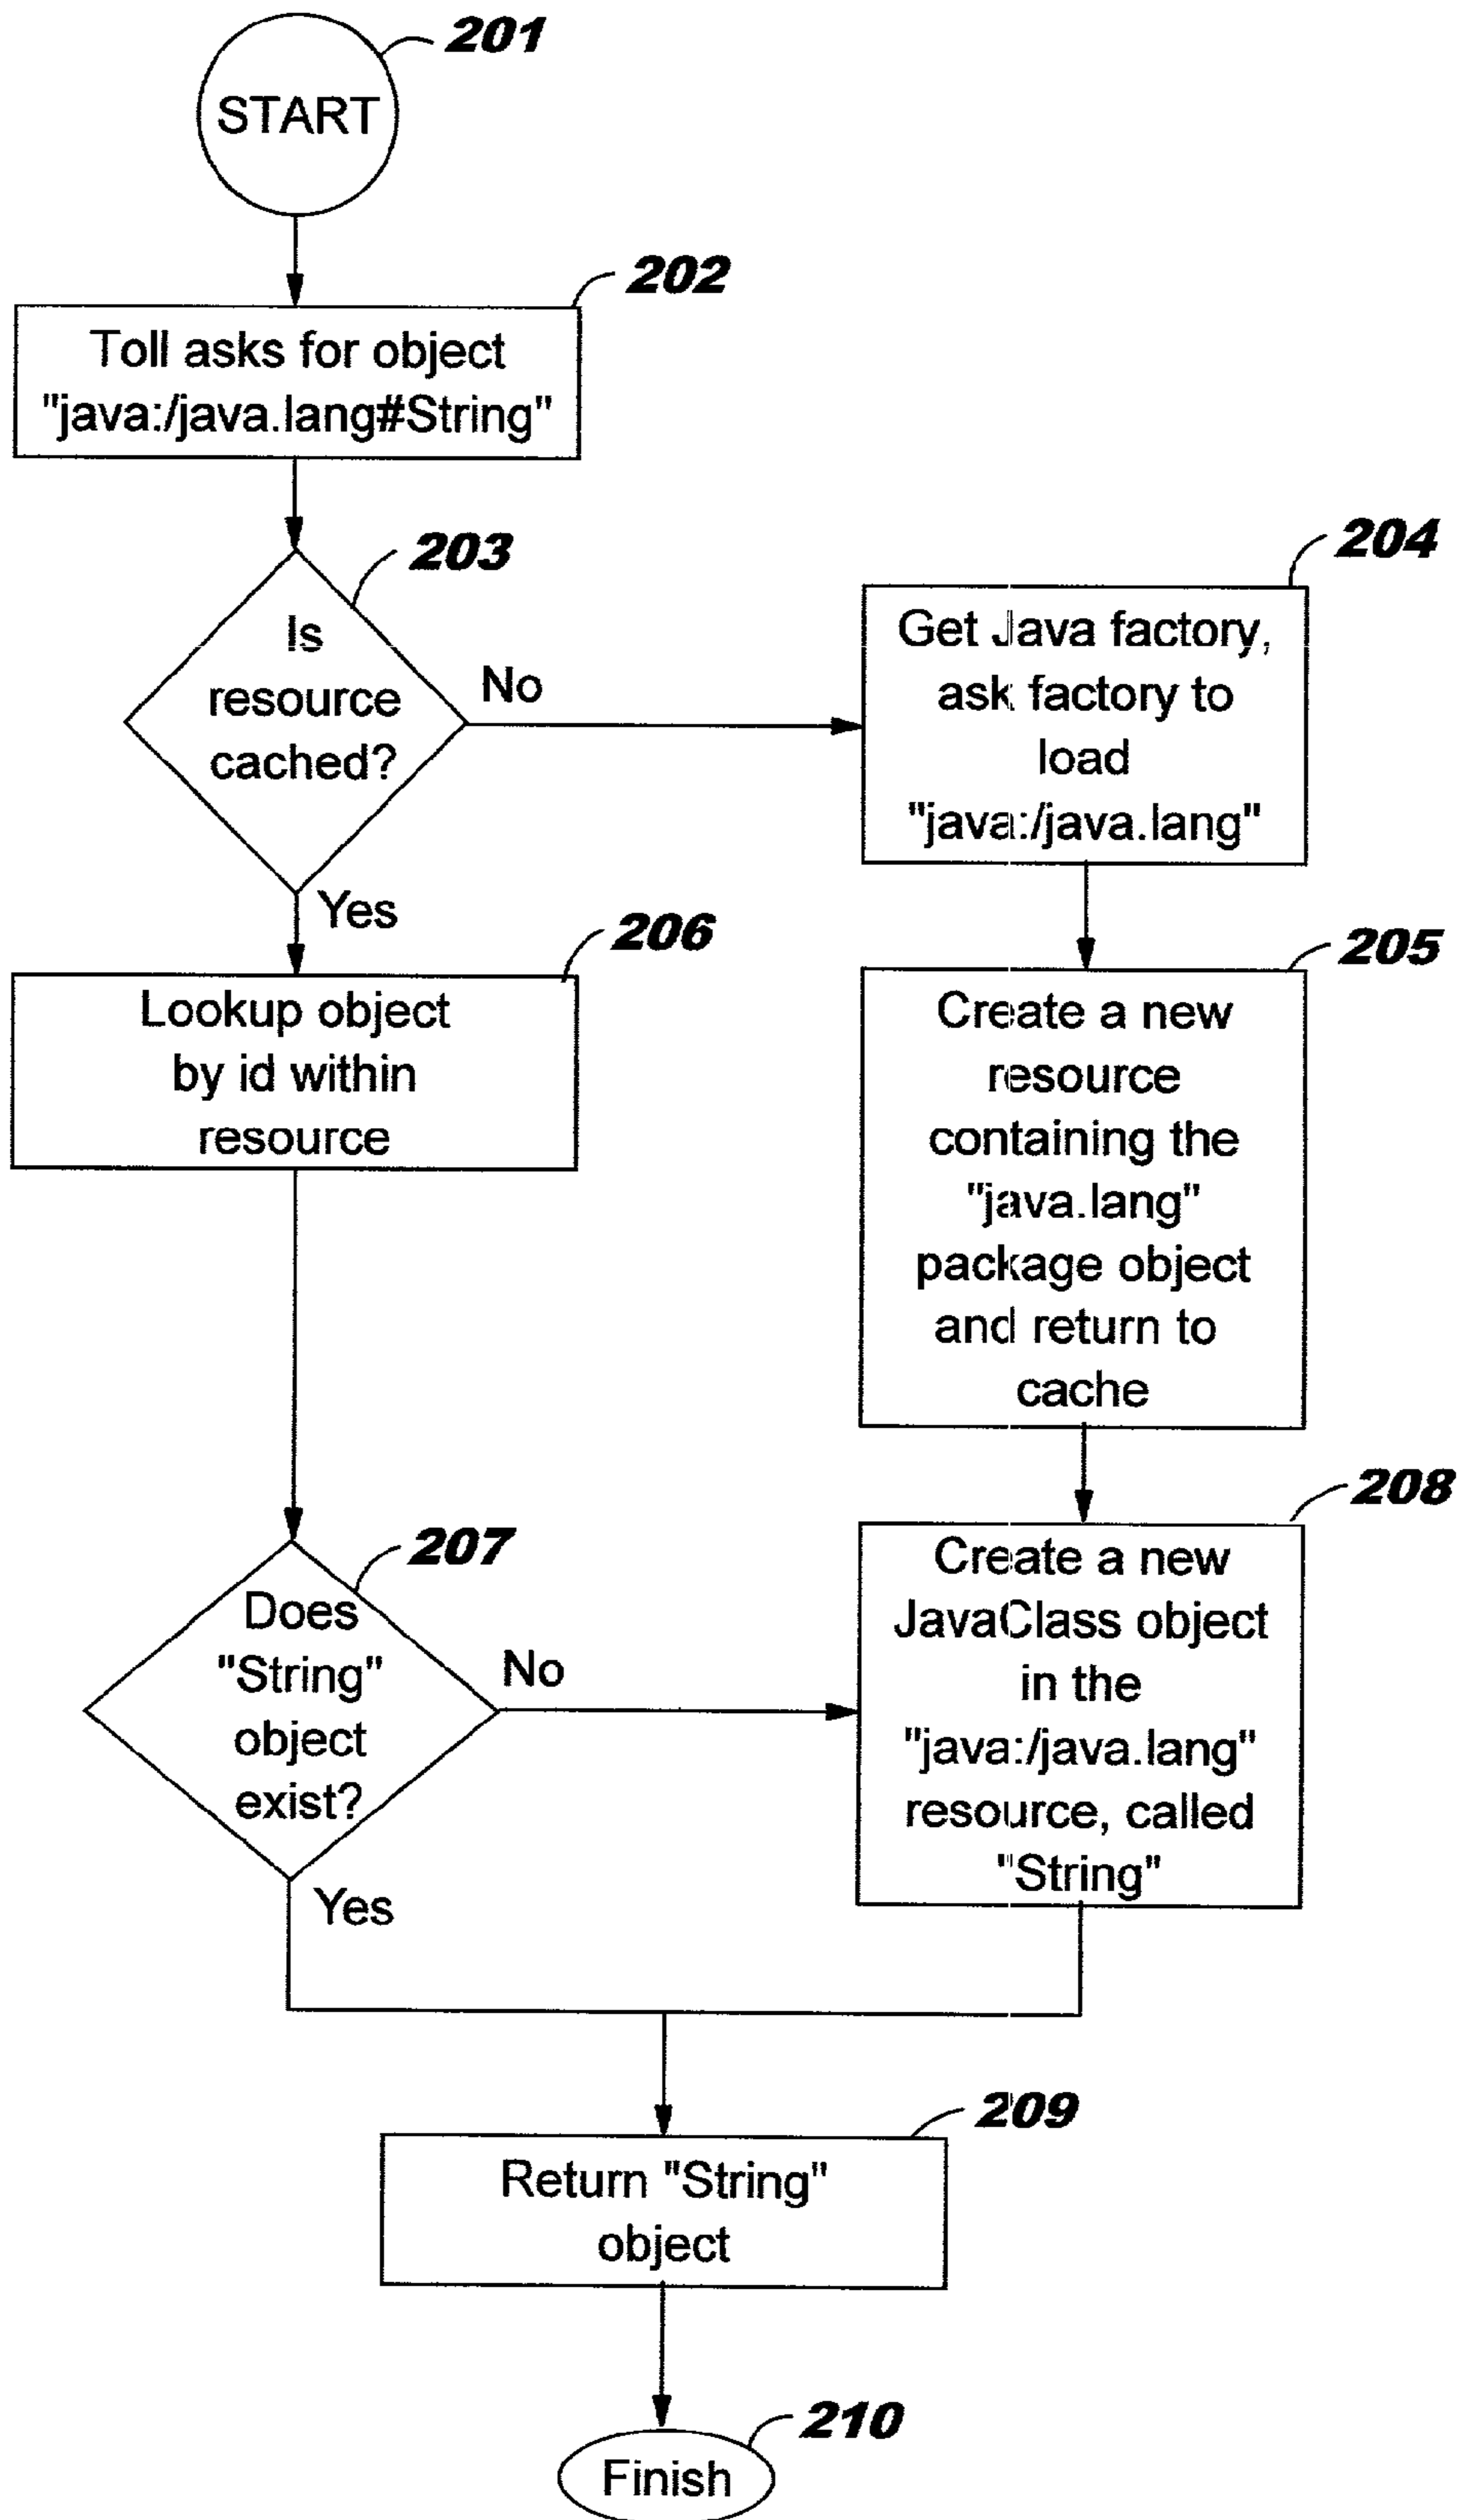 201
START
202
Toll asks for object
"java:/java.lang#String"
203
Is
resource
cached?
No
Yes
204
Get Java factory,
ask factory to
load
"java:/java.lang"
206
Lookup object
by id within
resource
205
Create a new
resource
containing the
"java.lang"
package object
and return to
cache
207
Does
"String"
object
exist?
No
Yes
208
Create a new
JavaClass object
in the
"java:/java.lang"
resource, called
"String"
209
Return "String"
object
210
Finish